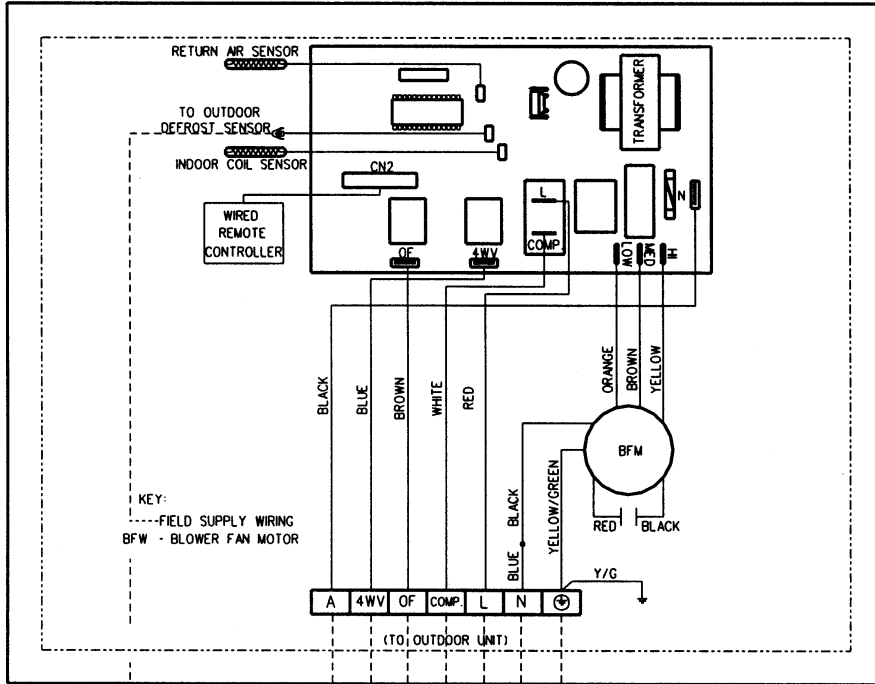 RETURN AIR SENSOR
TO OUTDOOR
DEFROST SENSOR
INDOOR COIL SENSOR
CN2
WIRED
REMOTE
CONTROLLER
TRANSFORMER
L
COMP.
N
OF
4WV
LOW
MED
HI
BLACK
BLUE
BROWN
WHITE
RED
ORANGE
BROWN
YELLOW
BFM
BLACK
BLUE
YELLOW/GREEN
RED
BLACK
KEY:
FIELD SUPPLY WIRING
BFW - BLOWER FAN MOTOR
Y/G
A 4WV OF COMP. L N
(TO OUTDOOR UNIT)